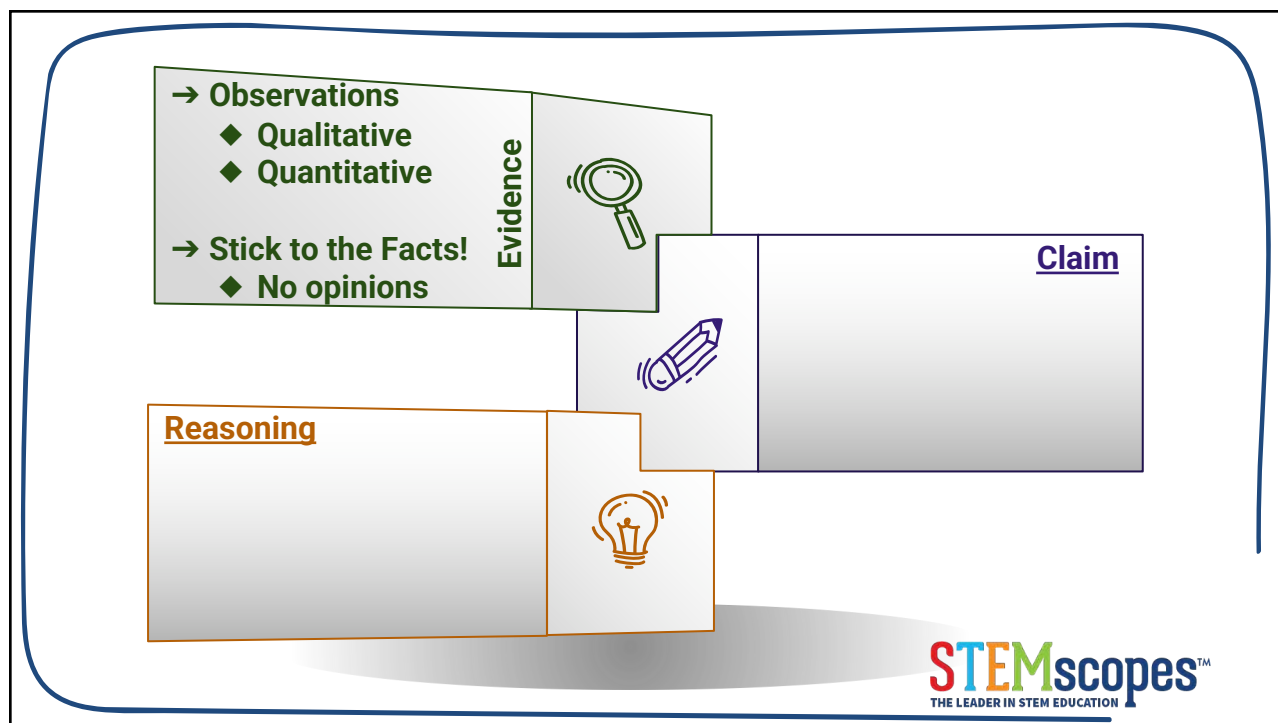 ➔ Observations
◆ Qualitative
◆ Quantitative
➔ Stick to the Facts!
◆ No opinions
Evidence
Claim
Reasoning
STEMscopes™
THE LEADER IN STEM EDUCATION